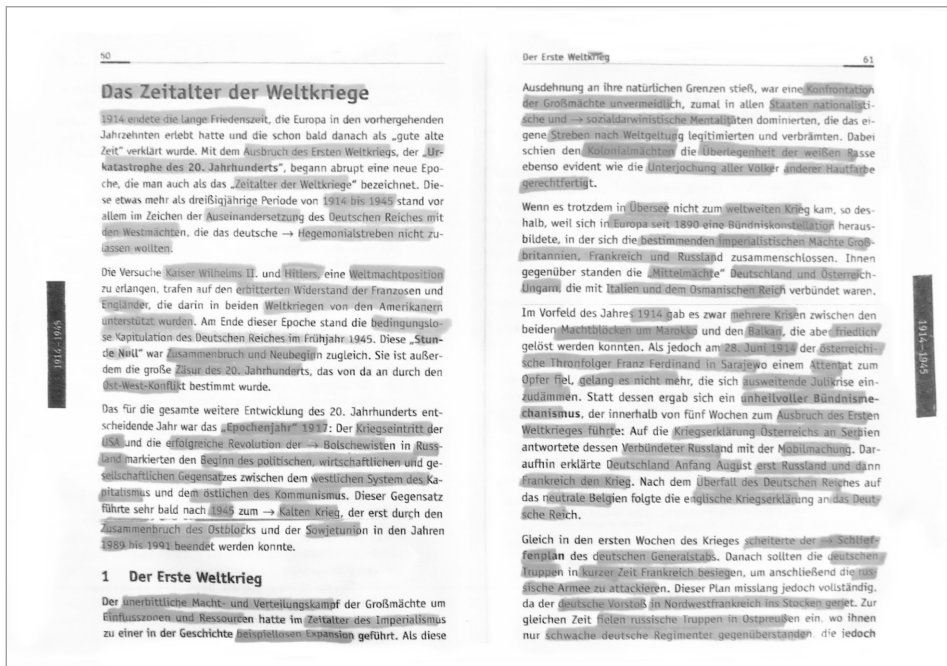 60
Das Zeitalter der Weltkriege
1914 endete die lange Friedenszeit, die Europa in den vorhergehenden
Jahrzehnten erlebt hatte und die schon bald danach als „gute alte
Zeit" verklärt wurde. Mit dem Ausbruch des Ersten Weltkriegs, der „Ur-
katastrophe des 20. Jahrhunderts", begann abrupt eine neue Epo-
che, die man auch als das „Zeitalter der Weltkriege" bezeichnet. Die-
se etwas mehr als dreißigjährige Periode von 1914 bis 1945 stand vor
allem im Zeichen der Auseinandersetzung des Deutschen Reiches mit
den Westmächten, die das deutsche → Hegemonialstreben nicht zu-
lassen wollten.
Die Versuche Kaiser Wilhelms II. und Hitlers, eine Weltmachtposition
zu erlangen, trafen auf den erbitterten Widerstand der Franzosen und
Engländer, die darin in beiden Weltkriegen von den Amerikanern
unterstützt wurden. Am Ende dieser Epoche stand die bedingungslo-
se Kapitulation des Deutschen Reiches im Frühjahr 1945. Diese „Stun-
de Null" war Zusammenbruch und Neubeginn zugleich. Sie ist außer-
dem die große Zäsur des 20. Jahrhunderts, das von da an durch den
Ost-West-Konflikt bestimmt wurde.
Das für die gesamte weitere Entwicklung des 20. Jahrhunderts ent-
scheidende Jahr war das „Epochenjahr" 1917: Der Kriegseintritt der
USA und die erfolgreiche Revolution der → Bolschewisten in Russ-
land markierten den Beginn des politischen, wirtschaftlichen und ge-
sellschaftlichen Gegensatzes zwischen dem westlichen System des Ka-
pitalismus und dem östlichen des Kommunismus. Dieser Gegensatz
führte sehr bald nach 1945 zum → Kalten Krieg, der erst durch den
Zusammenbruch des Ostblocks und der Sowjetunion in den Jahren
1989 bis 1991 beendet werden konnte.
1 Der Erste Weltkrieg
Der unerbittliche Macht- und Verteilungskampf der Großmächte um
Einflusszonen und Ressourcen hatte im Zeitalter des Imperialismus
zu einer in der Geschichte beispiellosen Expansion geführt. Als diese
1914–1945
Der Erste Weltkrieg
61
Ausdehnung an ihre natürlichen Grenzen stieß, war eine Konfrontation
der Großmächte unvermeidlich, zumal in allen Staaten nationalisti-
sche und → sozialdarwinistische Mentalitäten dominierten, die das ei-
gene Streben nach Weltgeltung legitimierten und verbrämten. Dabei
schien den Kolonialmächten die Überlegenheit der weißen Rasse
ebenso evident wie die Unterjochung aller Völker anderer Hautfarbe
gerechtfertigt.
Wenn es trotzdem in Übersee nicht zum weltweiten Krieg kam, so des-
halb, weil sich in Europa seit 1890 eine Bündniskonstellation heraus-
bildete, in der sich die bestimmenden imperialistischen Mächte Groß-
britannien, Frankreich und Russland zusammenschlossen. Ihnen
gegenüber standen die „Mittelmächte" Deutschland und Österreich-
Ungarn, die mit Italien und dem Osmanischen Reich verbündet waren.
Im Vorfeld des Jahres 1914 gab es zwar mehrere Krisen zwischen den
beiden Machtblöcken um Marokko und den Balkan, die aber friedlich
gelöst werden konnten. Als jedoch am 28. Juni 1914 der österreichi-
sche Thronfolger Franz Ferdinand in Sarajewo einem Attentat zum
Opfer fiel, gelang es nicht mehr, die sich ausweitende Julikrise ein-
zudämmen. Statt dessen ergab sich ein unheilvoller Bündnisme-
chanismus, der innerhalb von fünf Wochen zum Ausbruch des Ersten
Weltkrieges führte: Auf die Kriegserklärung Österreichs an Serbien
antwortete dessen Verbündeter Russland mit der Mobilmachung. Dar-
aufhin erklärte Deutschland Anfang August erst Russland und dann
Frankreich den Krieg. Nach dem Überfall des Deutschen Reiches auf
das neutrale Belgien folgte die englische Kriegserklärung an das Deut-
sche Reich.
Gleich in den ersten Wochen des Krieges scheiterte der → Schlief-
fenplan des deutschen Generalstabs. Danach sollten die deutschen
Truppen in kurzer Zeit Frankreich besiegen, um anschließend die rus-
sische Armee zu attackieren. Dieser Plan misslang jedoch vollständig,
da der deutsche Vorstoß in Nordwestfrankreich ins Stocken geriet. Zur
gleichen Zeit fielen russische Truppen in Ostpreußen ein, wo ihnen
nur schwache deutsche Regimenter gegenüberstanden, die jedoch
1914–1945